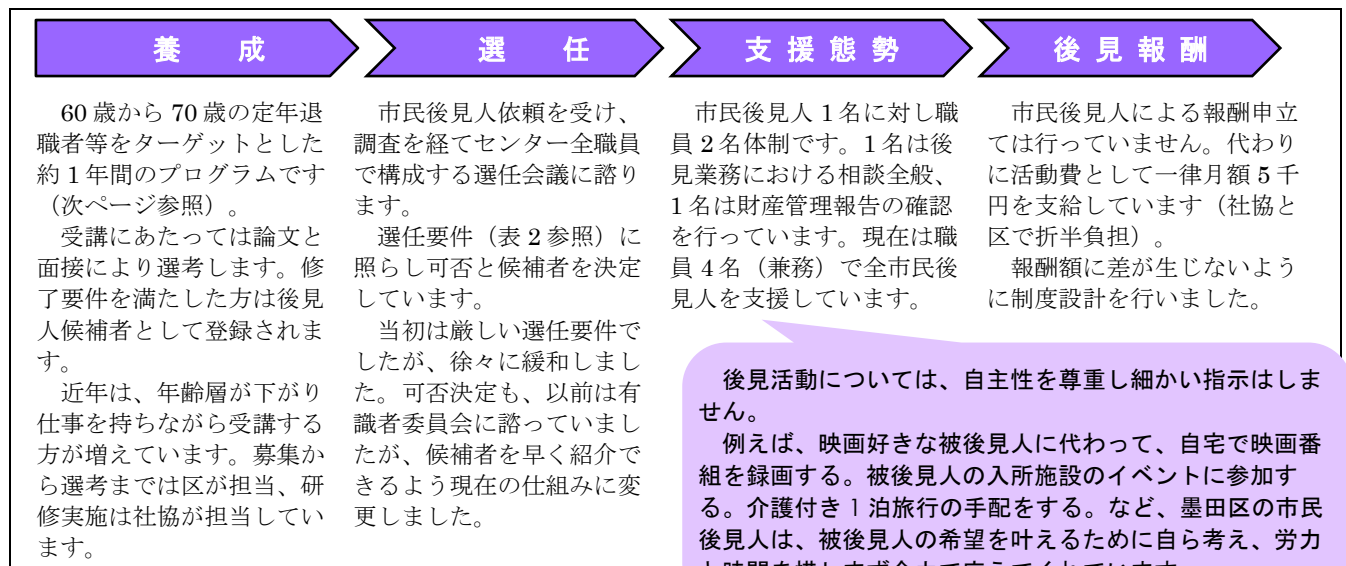 養成
選任
支援態勢
後見報酬
60歳から70歳の定年退
職者等をターゲットとした
約1年間のプログラムです
（次ページ参照）。
受講にあたっては論文と
面接により選考します。修
了要件を満たした方は後見
人候補者として登録されま
す。
近年は、年齢層が下がり
仕事を持ちながら受講する
方が増えています。募集か
ら選考までは区が担当、研
修実施は社協が担当してい
ます。
市民後見人依頼を受け、
調査を経てセンター全職員
で構成する選任会議に諮り
ます。
選任要件（表2参照）に
照らし可否と候補者を決定
しています。
当初は厳しい選任要件で
したが、徐々に緩和しまし
た。可否決定も、以前は有
識者委員会に諮っていまし
たが、候補者を早く紹介で
きるよう現在の仕組みに変
更しました。
市民後見人1名に対し職
員2名体制です。1名は後
見業務における相談全般、
1名は財産管理報告の確認
を行っています。現在は職
員4名（兼務）で全市民後
見人を支援しています。
市民後見人による報酬申立
ては行っていません。代わり
に活動費として一律月額5千
円を支給しています（社協と
区で折半負担）。
報酬額に差が生じないよう
に制度設計を行いました。
後見活動については、自主性を尊重し細かい指示はしま
せん。
例えば、映画好きな被後見人に代わって、自宅で映画番
組を録画する。被後見人の入所施設のイベントに参加す
る。介護付き1泊旅行の手配をする。など、墨田区の市民
後見人は、被後見人の希望を叶えるために自ら考え、労力